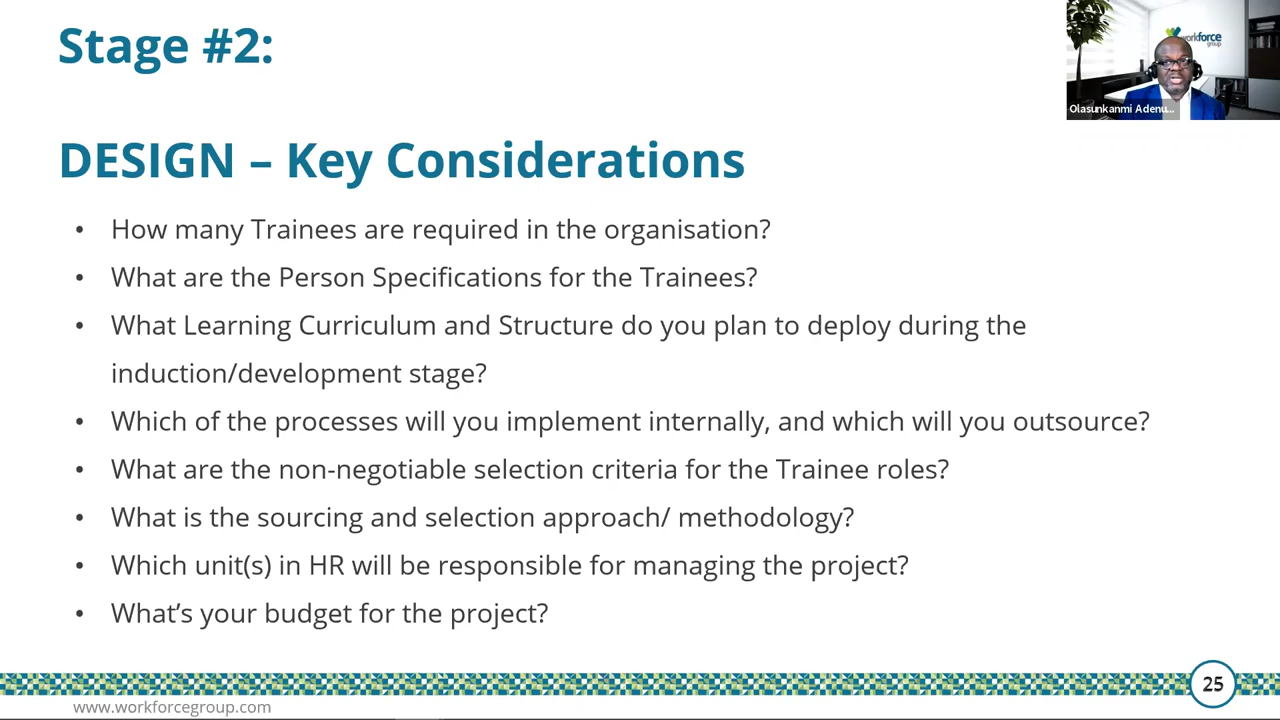 Stage #2:
workforce
group
Olasunkanmi Adenu...
DESIGN – Key Considerations
• How many Trainees are required in the organisation?
• What are the Person Specifications for the Trainees?
• What Learning Curriculum and Structure do you plan to deploy during the
induction/development stage?
• Which of the processes will you implement internally, and which will you outsource?
• What are the non-negotiable selection criteria for the Trainee roles?
• What is the sourcing and selection approach/ methodology?
• Which unit(s) in HR will be responsible for managing the project?
• What’s your budget for the project?
25
www.workforcegroup.com